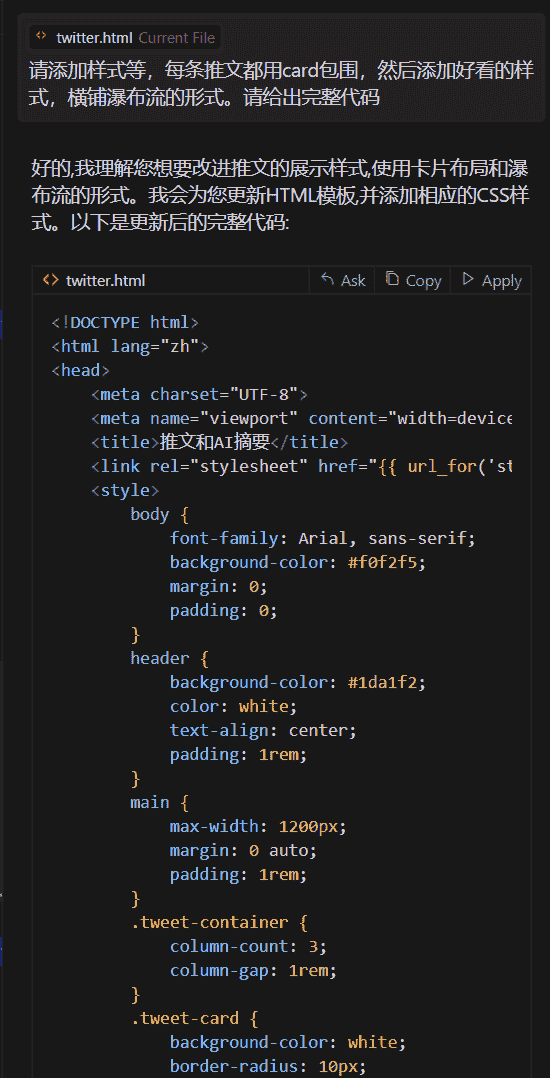 twitter.html Current File
请添加样式等，每条推文都用card包围，然后添加好看的样
式，横铺瀑布流的形式。请给出完整代码
好的,我理解您想要改进推文的展示样式,使用卡片布局和瀑
布流的形式。我会为您更新HTML模板,并添加相应的CSS样
式。以下是更新后的完整代码:
twitter.html Ask Copy Apply
<!DOCTYPE html>
<html lang="zh">
<head>
    <meta charset="UTF-8">
    <meta name="viewport" content="width=device
    <title>推文和AI摘要</title>
    <link rel="stylesheet" href="{{ url_for('st
    <style>
        body {
            font-family: Arial, sans-serif;
            background-color: #f0f2f5;
            margin: 0;
            padding: 0;
        }
        header {
            background-color: #1da1f2;
            color: white;
            text-align: center;
            padding: 1rem;
        }
        main {
            max-width: 1200px;
            margin: 0 auto;
            padding: 1rem;
        }
        .tweet-container {
            column-count: 3;
            column-gap: 1rem;
        }
        .tweet-card {
            background-color: white;
            border-radius: 10px;